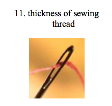 11. thickness of sewing
thread